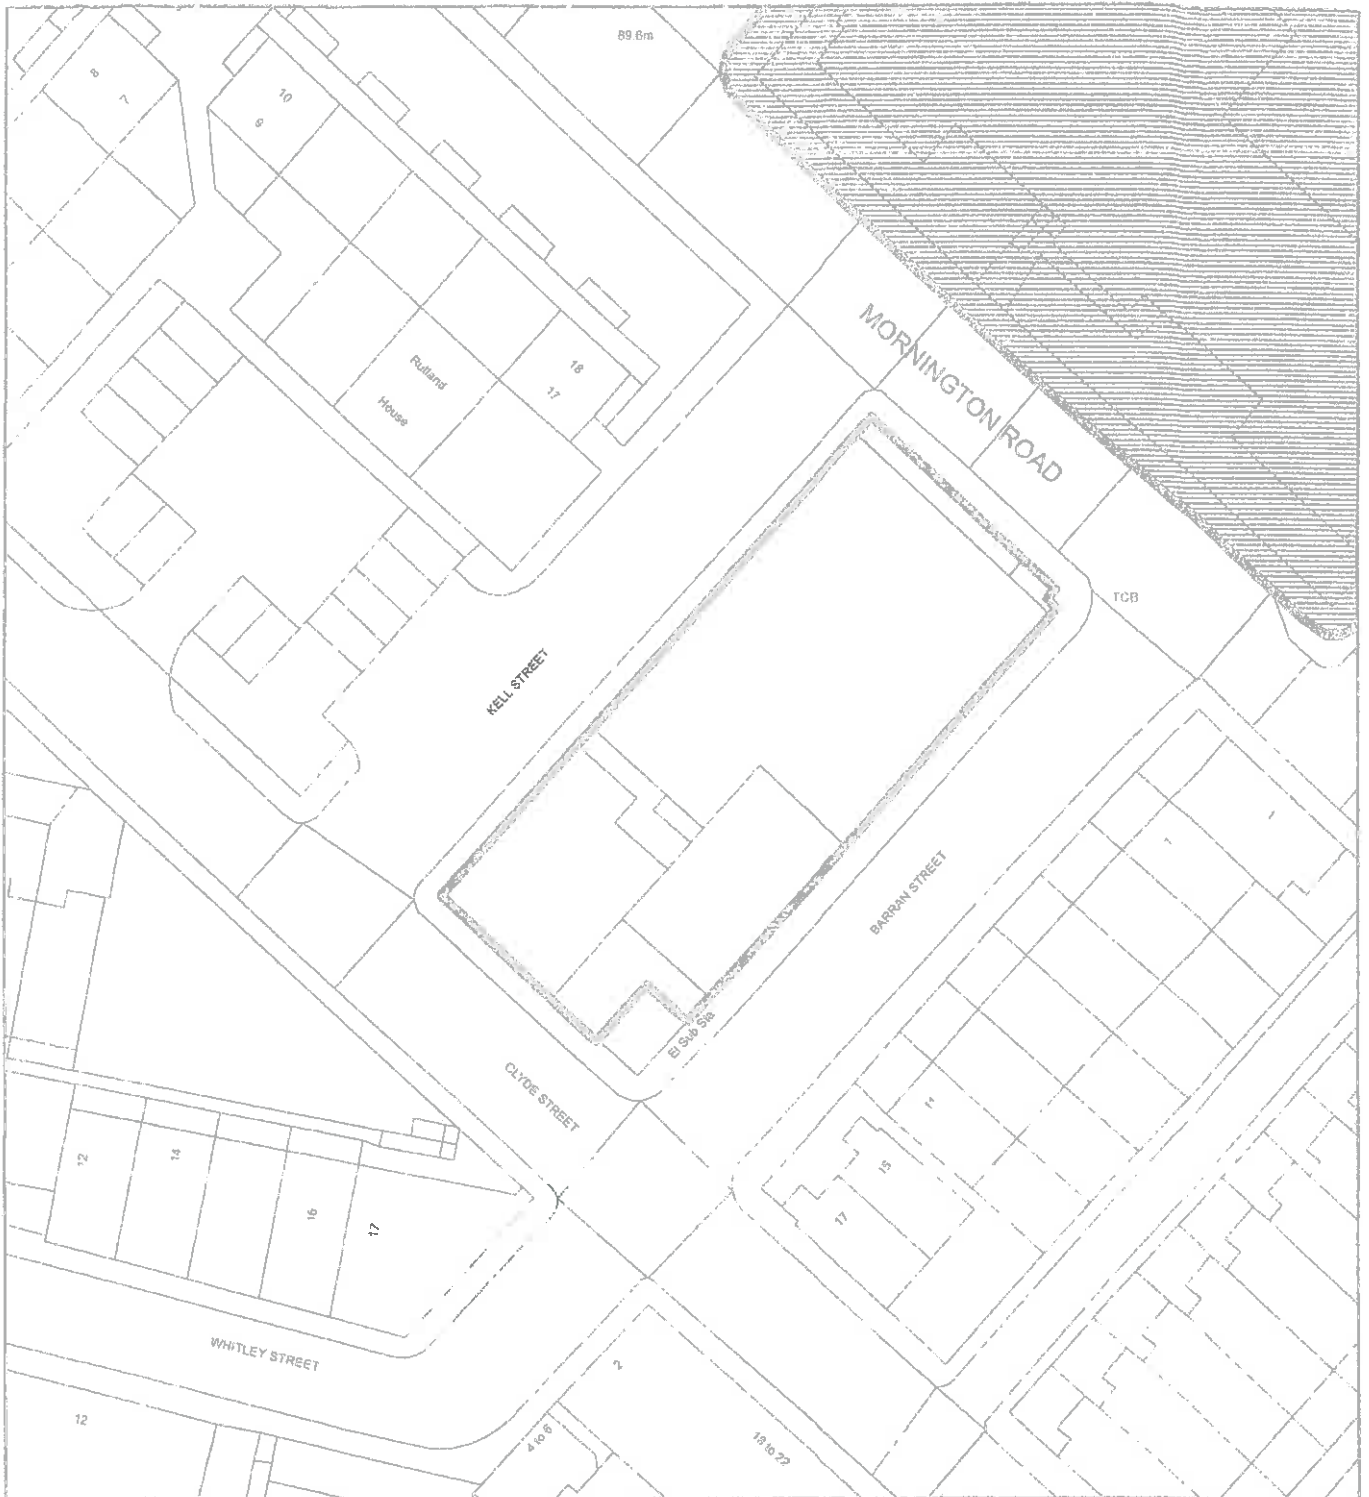 89.6m
8
7
10
9
MORNINGTON ROAD
18
17
Rutland
House
TCB
KELL STREET
1
7
BARRAN STREET
El Sub Sta
CLYDE STREET
11
12
14
15
16
17
17
WHITLEY STREET
2
12
4 to 6
18 to 22